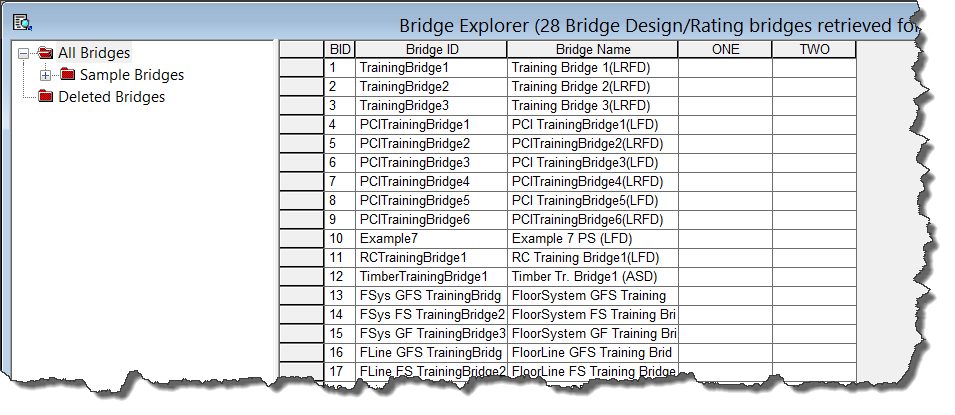 Bridge Explorer (28 Bridge Design/Rating bridges retrieved
All Bridges
Sample Bridges
Deleted Bridges
BID Bridge ID Bridge Name ONE TWO
1 TrainingBridge1 Training Bridge 1(LRFD)
2 TrainingBridge2 Training Bridge 2(LRFD)
3 TrainingBridge3 Training Bridge 3(LRFD)
4 PCITrainingBridge1 PCI TrainingBridge1(LFD)
5 PCITrainingBridge2 PCITrainingBridge2(LRFD)
6 PCITrainingBridge3 PCI TrainingBridge3(LFD)
7 PCITrainingBridge4 PCITrainingBridge4(LRFD)
8 PCITrainingBridge5 PCI TrainingBridge5(LFD)
9 PCITrainingBridge6 PCITrainingBridge6(LRFD)
10 Example7 Example 7 PS (LFD)
11 RCTrainingBridge1 RC Training Bridge1(LFD)
12 TimberTrainingBridge1 Timber Tr. Bridge1 (ASD)
13 FSys GFS TrainingBridg FloorSystem GFS Training
14 FSys FS TrainingBridge2 FloorSystem FS Training Bri
15 FSys GF TrainingBridge3 FloorSystem GF Training Bri
16 FLine GFS TrainingBridg FloorLine GFS Training Brid
17 FLine FS TrainingBridge2 FloorLine FS Training Bridge